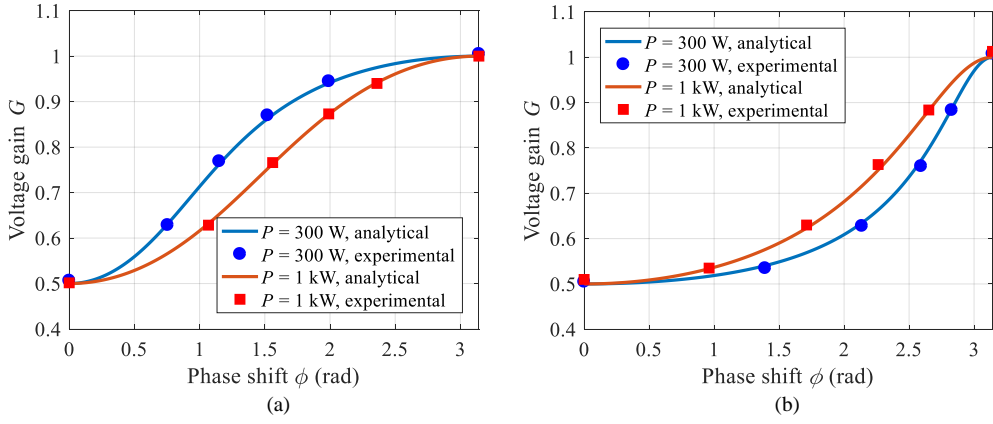 1.1
1
0.9
0.8
0.7
0.6
0.5
0.4
Voltage gain G
P = 300 W, analytical
P = 300 W, experimental
P = 1 kW, analytical
P = 1 kW, experimental
0 0.5 1 1.5 2 2.5 3
Phase shift ϕ (rad)
(a)
1.1
1
0.9
0.8
0.7
0.6
0.5
0.4
Voltage gain G
P = 300 W, analytical
P = 300 W, experimental
P = 1 kW, analytical
P = 1 kW, experimental
0 0.5 1 1.5 2 2.5 3
Phase shift ϕ (rad)
(b)